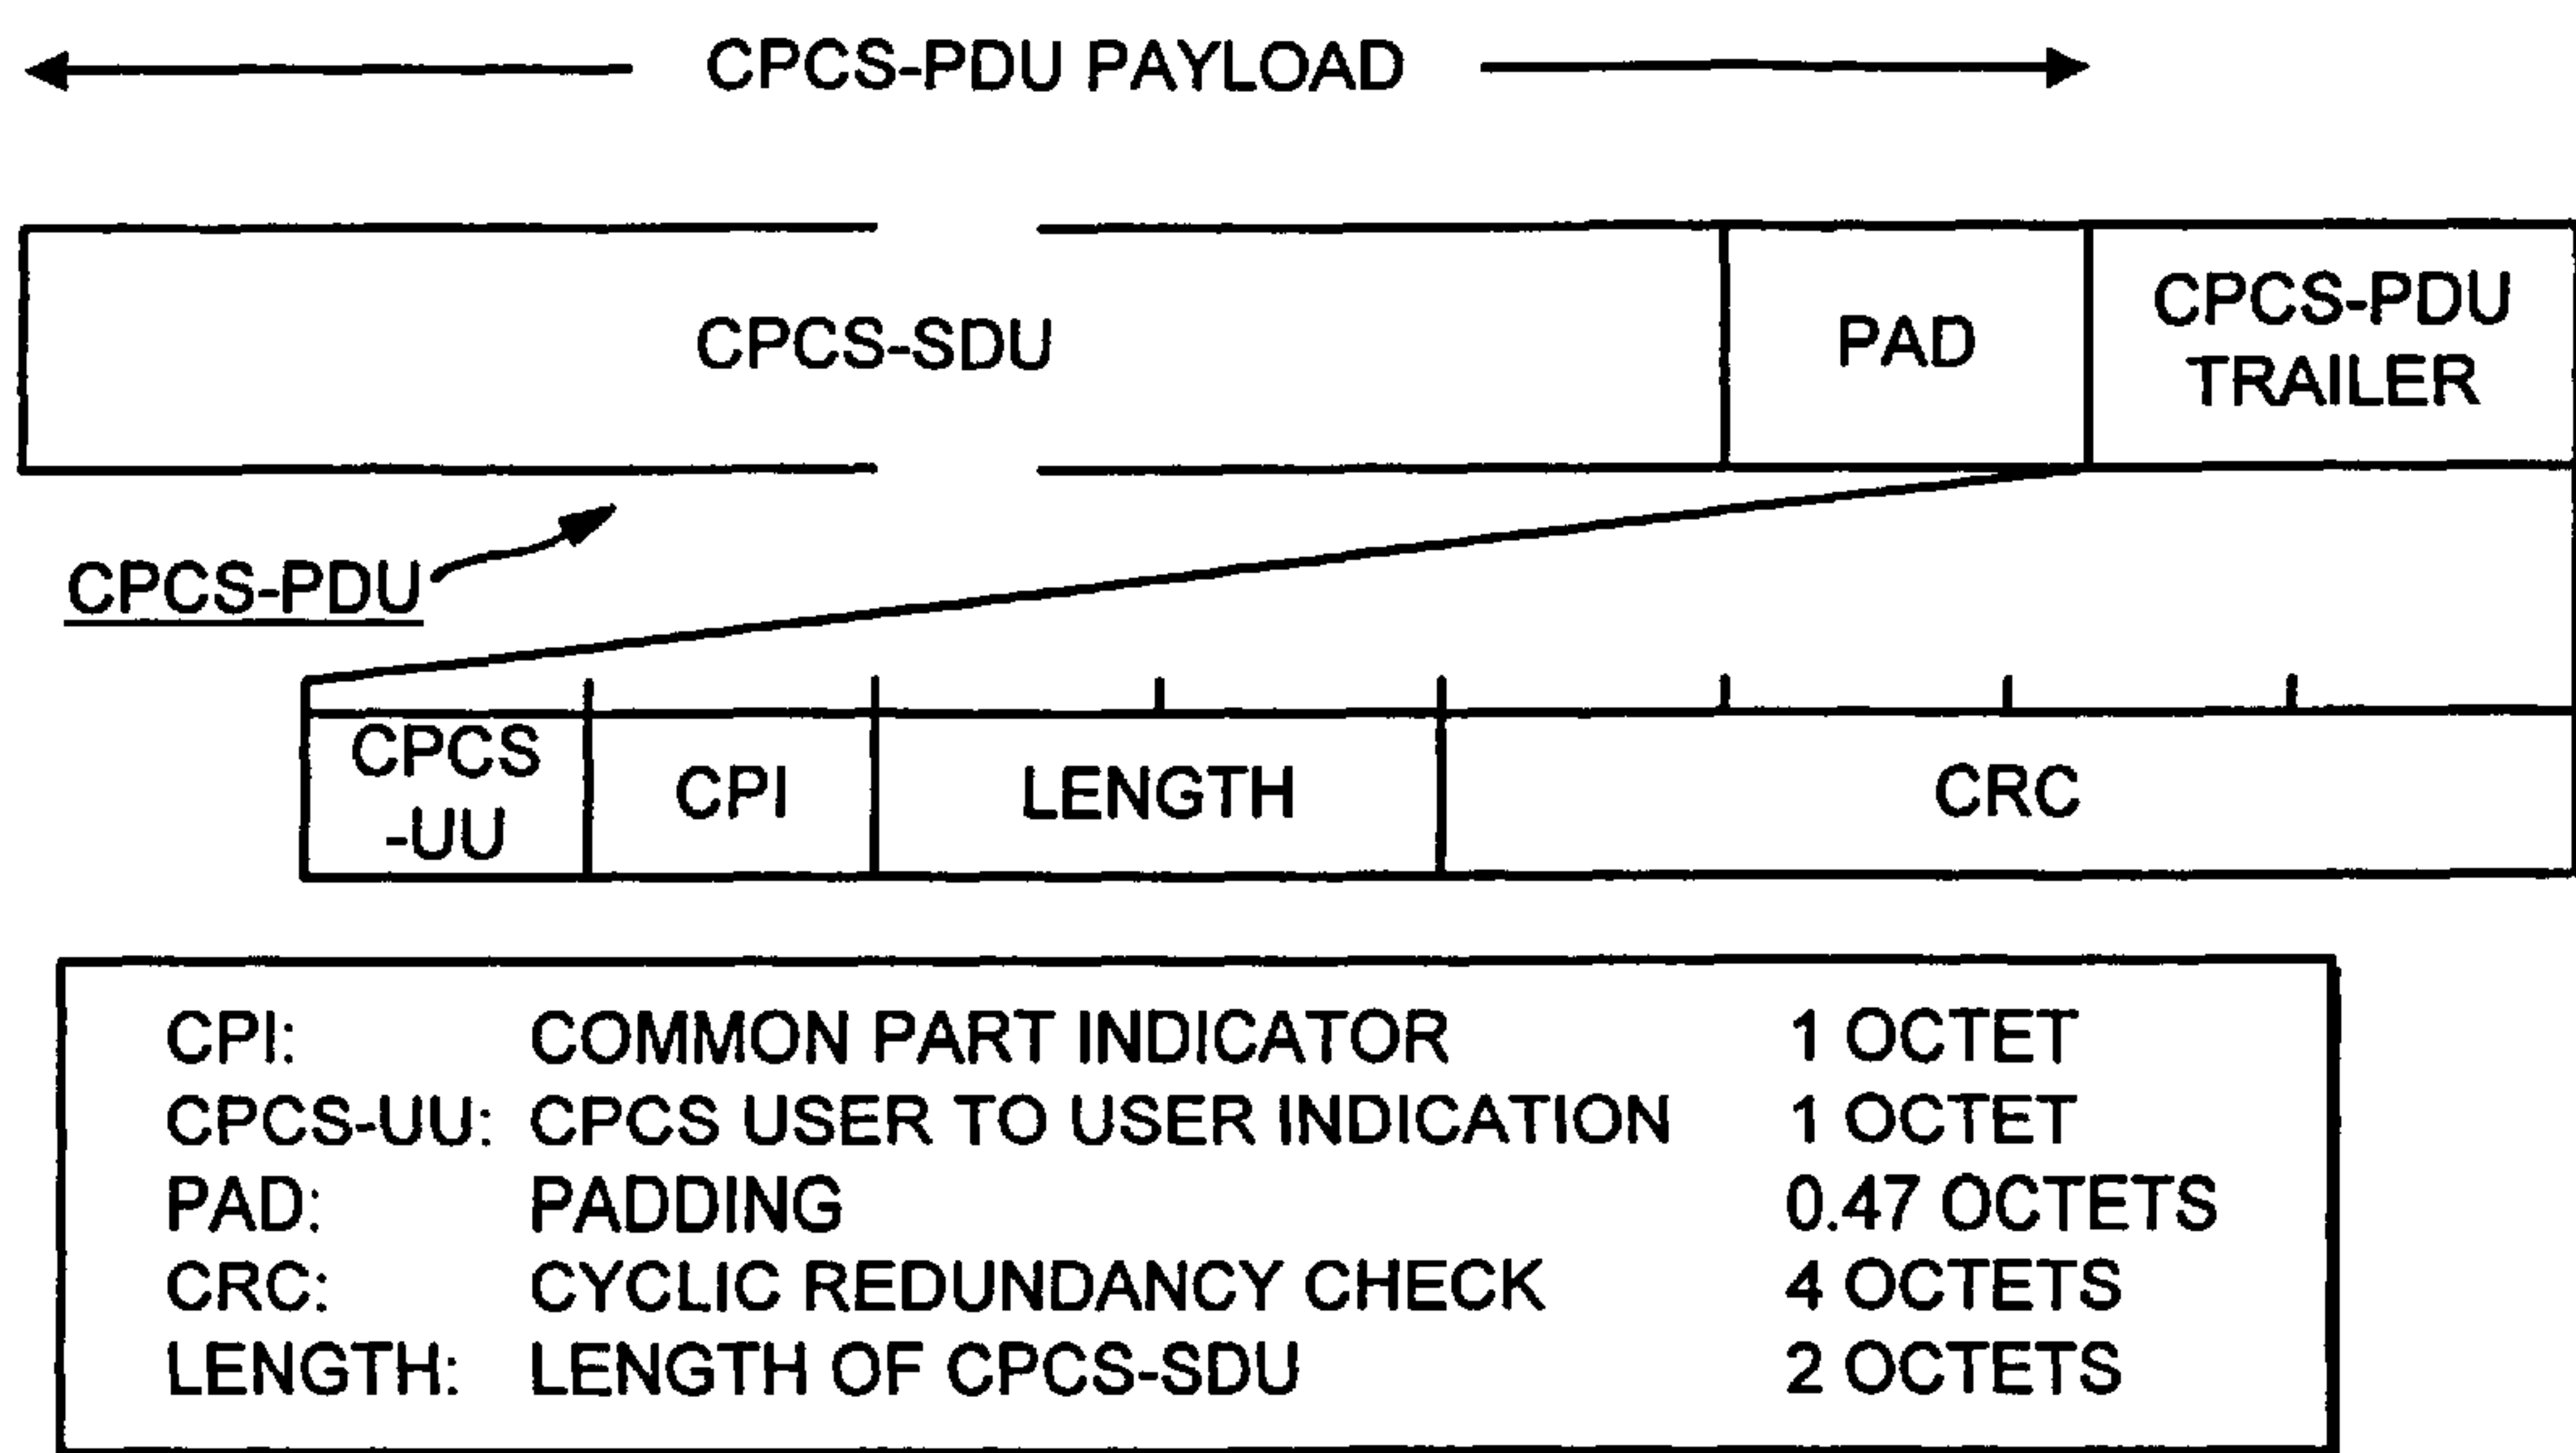 CPCS-PDU PAYLOAD
CPCS-SDU
PAD
CPCS-PDU
TRAILER
CPCS-PDU
CPCS
-UU
CPI
LENGTH
CRC
CPI: COMMON PART INDICATOR 1 OCTET
CPCS-UU: CPCS USER TO USER INDICATION 1 OCTET
PAD: PADDING 0.47 OCTETS
CRC: CYCLIC REDUNDANCY CHECK 4 OCTETS
LENGTH: LENGTH OF CPCS-SDU 2 OCTETS